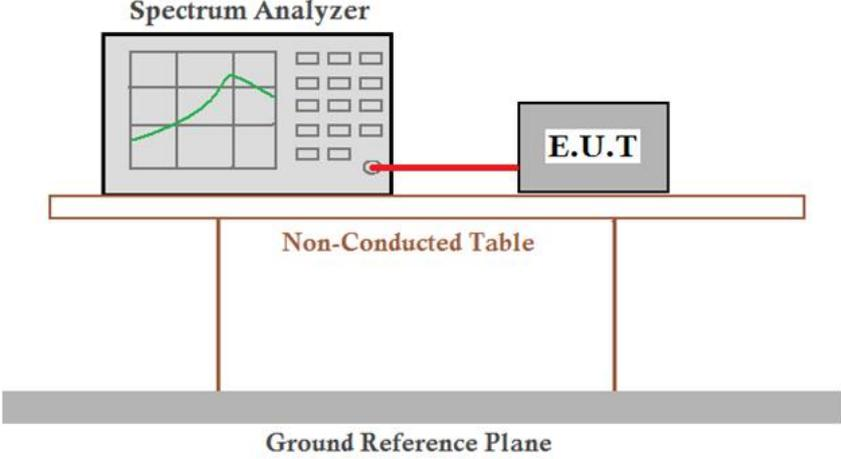 Spectrum Analyzer
E.U.T
Non-Conducted Table
Ground Reference Plane